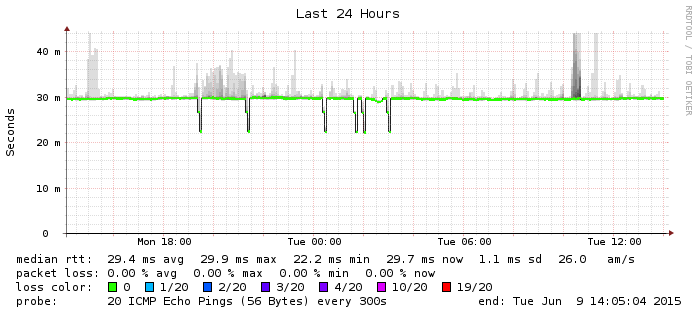 Last 24 Hours
RRDTOOL / TOBI OETIKER
Seconds
40 m
30 m
20 m
10 m
0
Mon 18:00 Tue 00:00 Tue 06:00 Tue 12:00
median rtt: 29.4 ms avg 29.9 ms max 22.2 ms min 29.7 ms now 1.1 ms sd 26.0 am/s
packet loss: 0.00 % avg 0.00 % max 0.00 % min 0.00 % now
loss color: 0 1/20 2/20 3/20 4/20 10/20 19/20
probe: 20 ICMP Echo Pings (56 Bytes) every 300s end: Tue Jun 9 14:05:04 2015